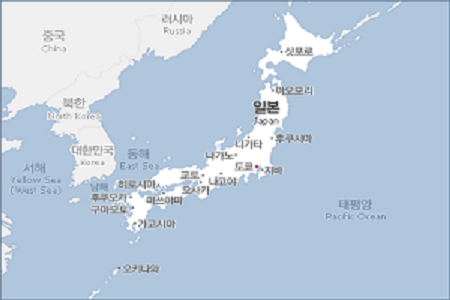 중국
China
러시아
Russia
삿포로
북한
North Korea
아오모리
일본
Japan
대한민국
Korea
후쿠시마
니가타
동해
East Sea
나가노
서해
Yellow Sea
(West Sea)
도쿄
지바
교토
나고야
남해
히로시마
오사카
후쿠오카
마쓰야마
구마모토
태평양
Pacific Ocean
가고시마
오키나와